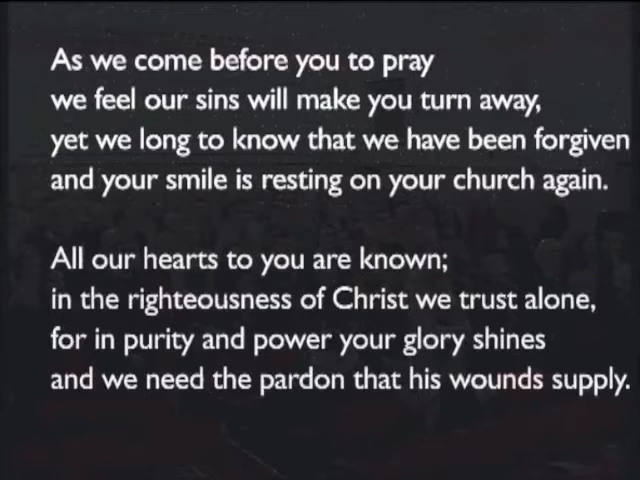 As we come before you to pray
we feel our sins will make you turn away,
yet we long to know that we have been forgiven
and your smile is resting on your church again.
All our hearts to you are known;
in the righteousness of Christ we trust alone,
for in purity and power your glory shines
and we need the pardon that his wounds supply.